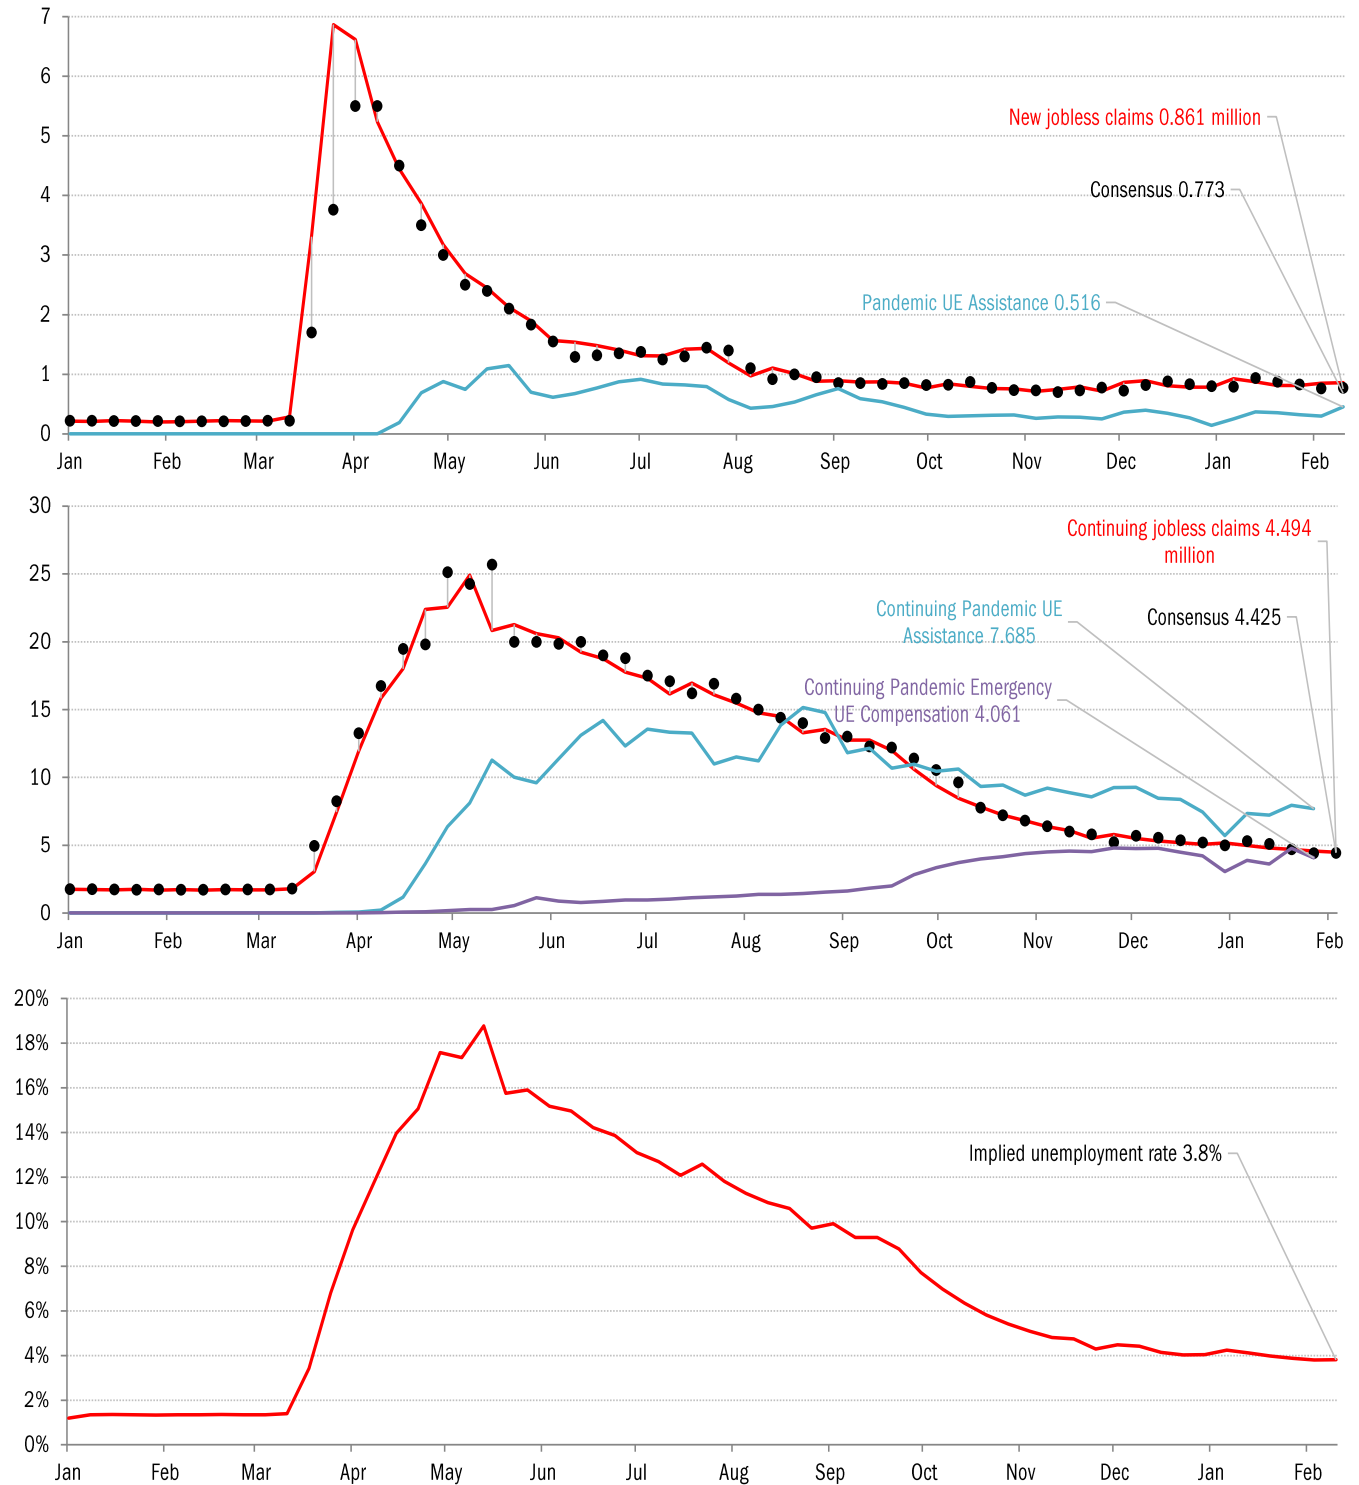 7
6
5
4
3
2
1
0
New jobless claims 0.861 million
Consensus 0.773
Pandemic UE Assistance 0.516
Jan Feb Mar Apr May Jun Jul Aug Sep Oct Nov Dec Jan Feb
30
25
20
15
10
5
0
Continuing jobless claims 4.494
million
Continuing Pandemic UE
Assistance 7.685
Consensus 4.425
Continuing Pandemic Emergency
UE Compensation 4.061
Jan Feb Mar Apr May Jun Jul Aug Sep Oct Nov Dec Jan Feb
20%
18%
16%
14%
12%
10%
8%
6%
4%
2%
0%
Implied unemployment rate 3.8%
Jan Feb Mar Apr May Jun Jul Aug Sep Oct Nov Dec Jan Feb